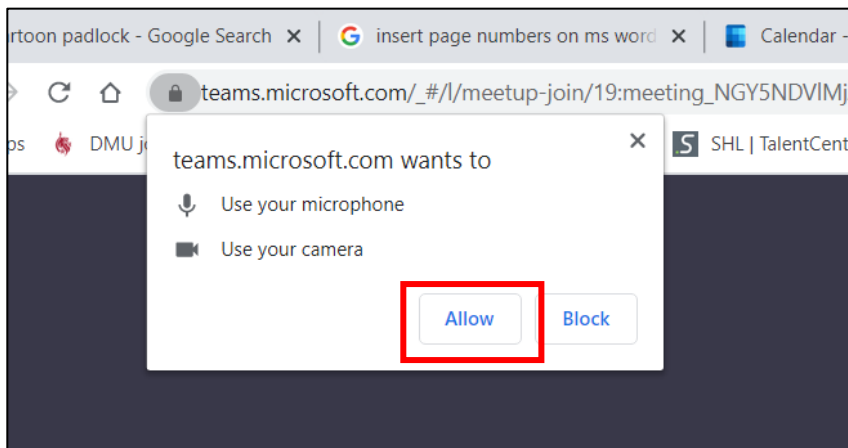 rtoon padlock - Google Search
insert page numbers on ms word
Calendar -
teams.microsoft.com/_#/l/meetup-join/19:meeting_NGY5NDVlMj
ps
DMU jo
SHL | TalentCent
teams.microsoft.com wants to
Use your microphone
Use your camera
Allow
Block